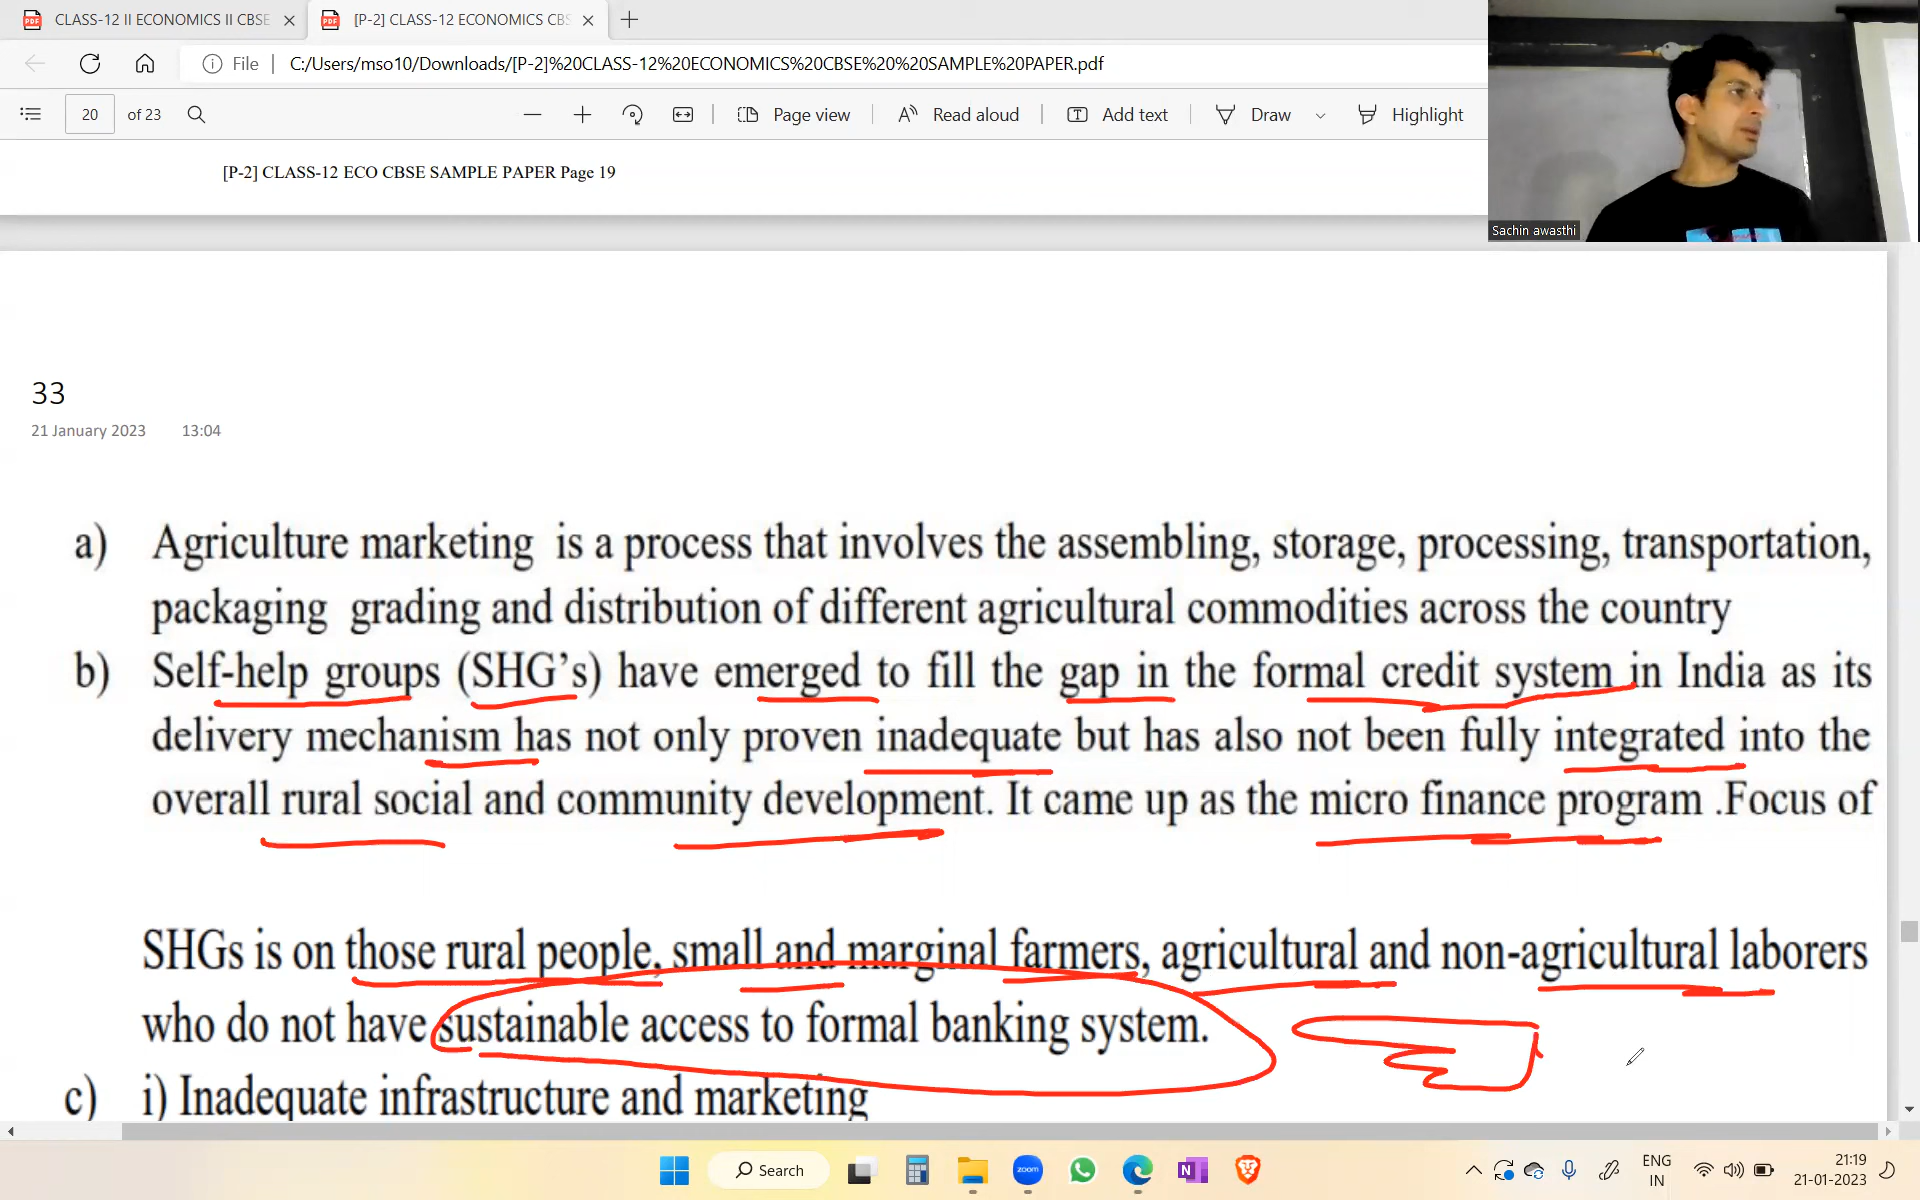 CLASS-12 II ECONOMICS II CBSE
[P-2] CLASS-12 ECONOMICS CBS
File
C:/Users/mso10/Downloads/[P-2]%20CLASS-12%20ECONOMICS%20CBSE%20%20SAMPLE%20PAPER.pdf
20 of 23
Page view
Read aloud
Add text
Draw
Highlight
[P-2] CLASS-12 ECO CBSE SAMPLE PAPER Page 19
Sachin awasthi
33
21 January 2023 13:04
a) Agriculture marketing is a process that involves the assembling, storage, processing, transportation,
packaging grading and distribution of different agricultural commodities across the country
b) Self-help groups (SHG's) have emerged to fill the gap in the formal credit system in India as its
delivery mechanism has not only proven inadequate but has also not been fully integrated into the
overall rural social and community development. It came up as the micro finance program .Focus of
SHGs is on those rural people, small and marginal farmers, agricultural and non-agricultural laborers
who do not have sustainable access to formal banking system.
c) i) Inadequate infrastructure and marketing
Search
zoom
N
ENG
IN
21:19
21-01-2023